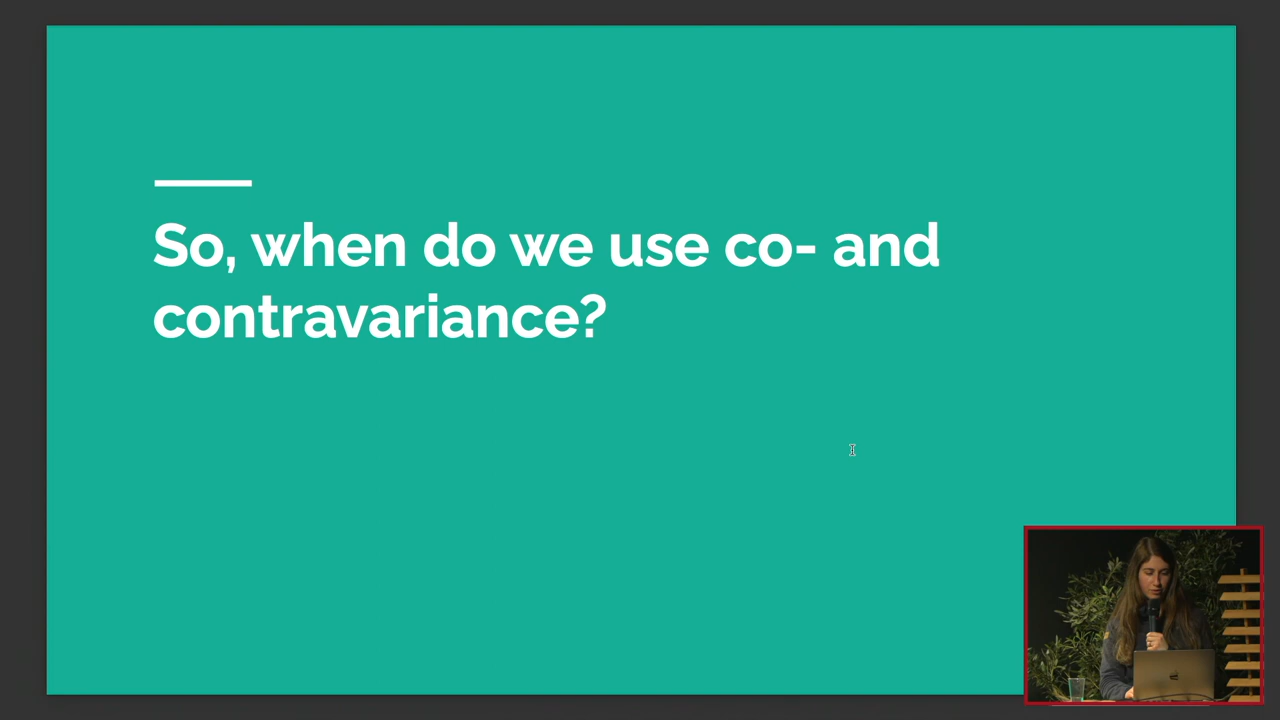 So, when do we use co- and
contravariance?